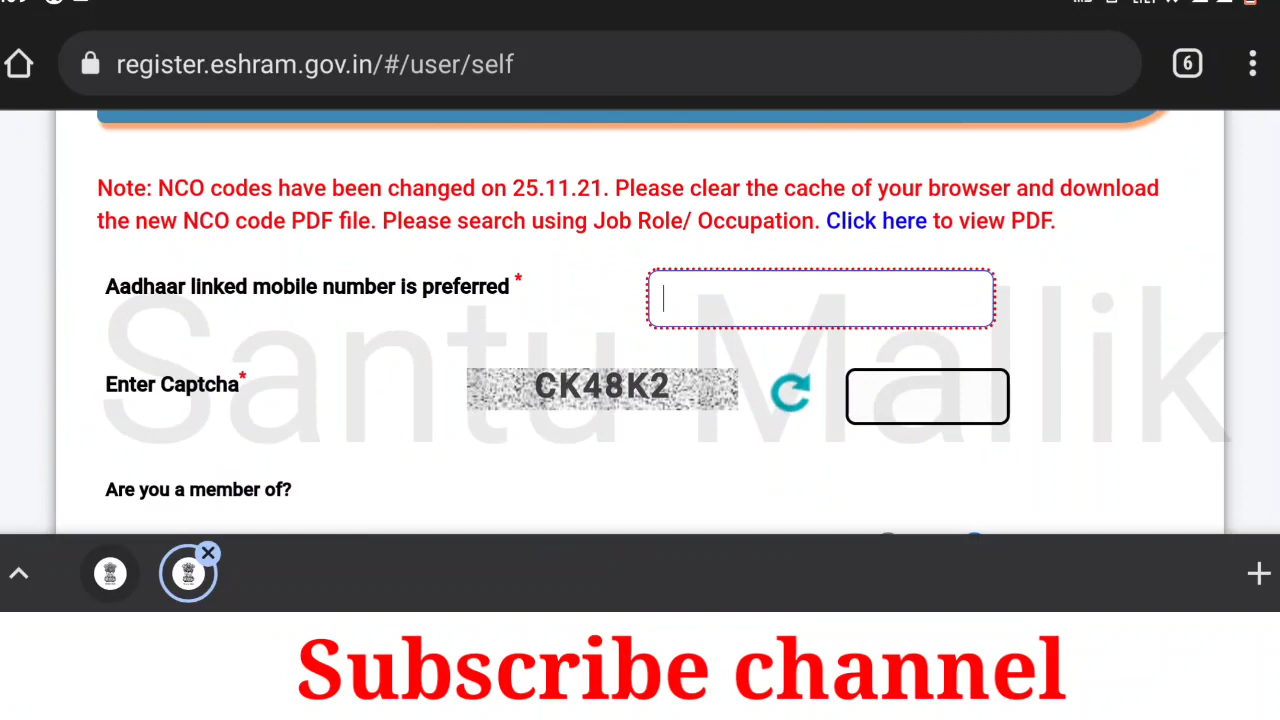 6
register.eshram.gov.in/#/user/self
Note: NCO codes have been changed on 25.11.21. Please clear the cache of your browser and download
the new NCO code PDF file. Please search using Job Role/ Occupation. Click here to view PDF.
Aadhaar linked mobile number is preferred *
Santu Mallik
Enter Captcha*
CK48K2
Are you a member of?
Subscribe channel